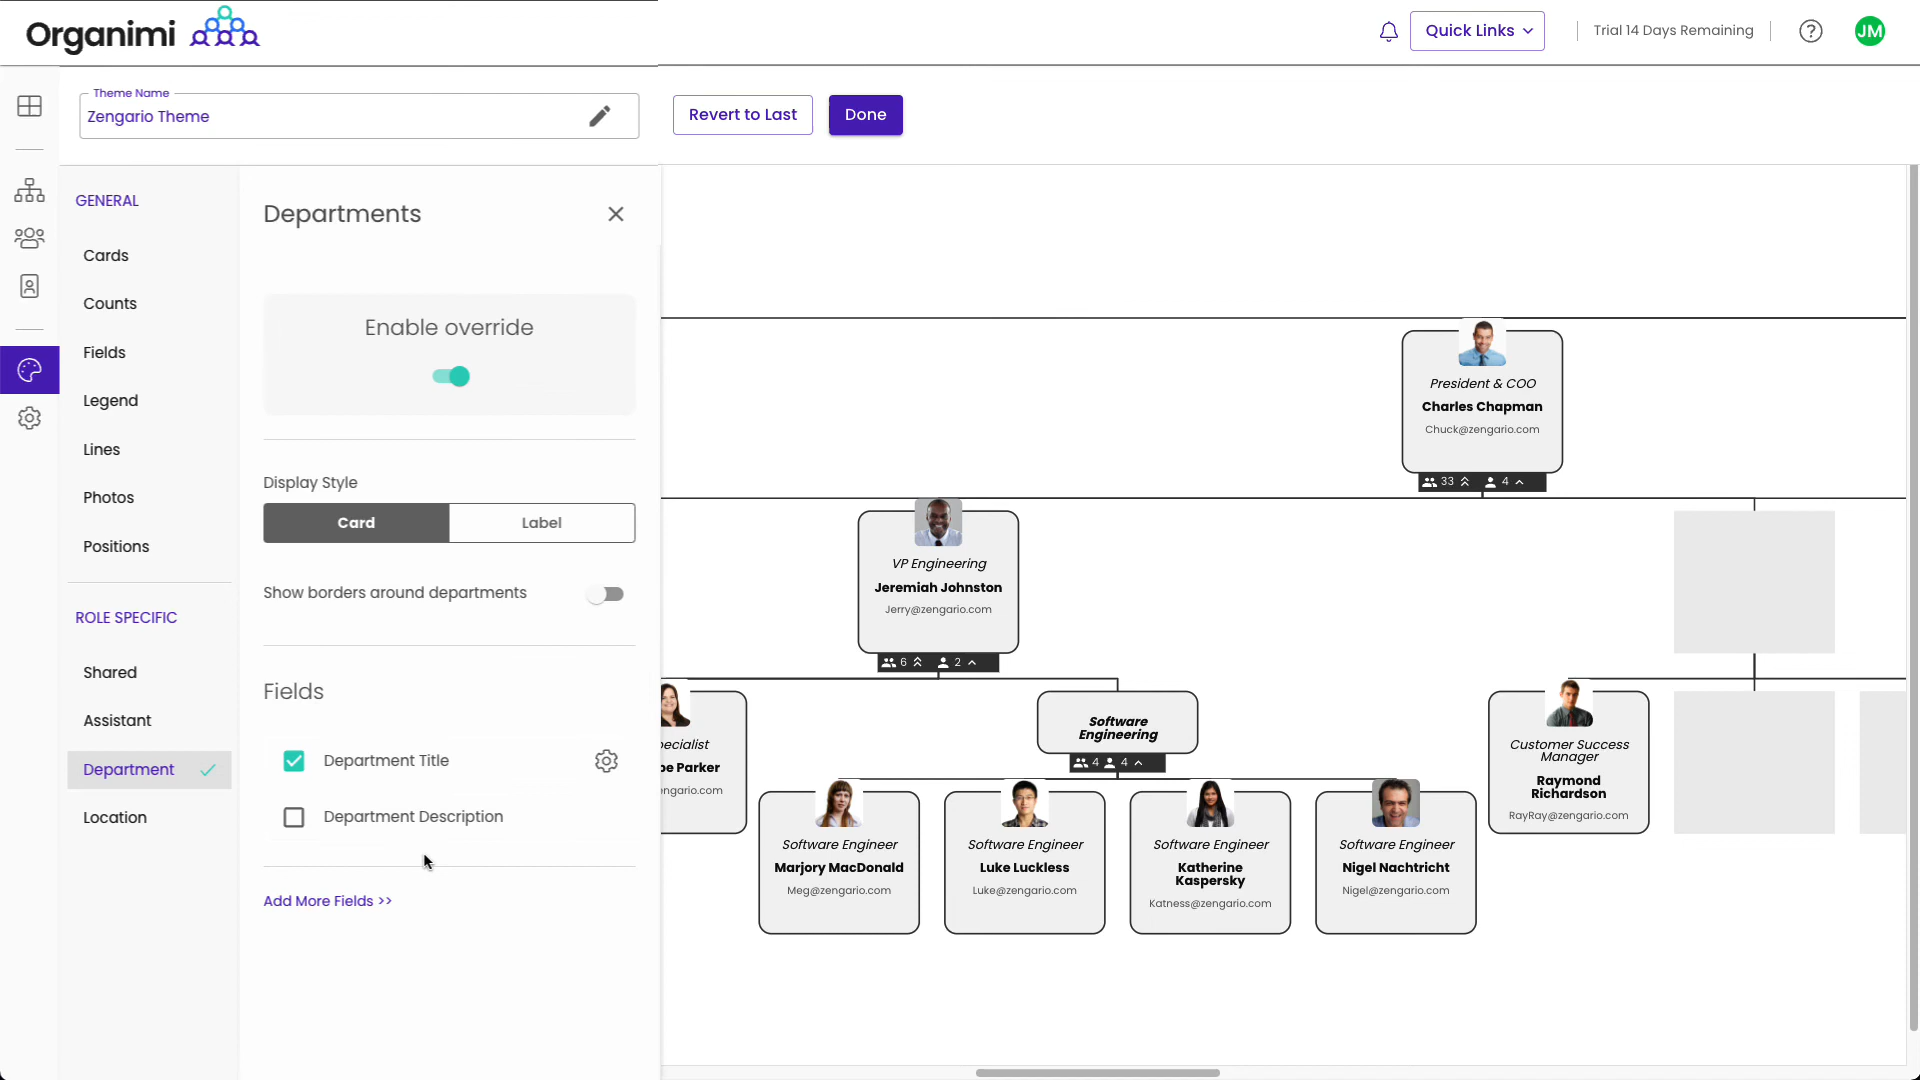 Organimi
Quick Links
Trial 14 Days Remaining
?
JM
Theme Name
Zengario Theme
Revert to Last
Done
GENERAL
Cards
Counts
Fields
Legend
Lines
Photos
Positions
ROLE SPECIFIC
Shared
Assistant
Department
Location
Departments
Enable override
Display Style
Card
Label
Show borders around departments
Fields
Department Title
Department Description
Add More Fields >>
President & COO
Charles Chapman
Chuck@zengario.com
33 4
VP Engineering
Jeremiah Johnston
Jerry@zengario.com
6 2
ecialist
be Parker
ngario.com
Software
Engineering
4 4
Customer Success
Manager
Raymond
Richardson
RayRay@zengario.com
Software Engineer
Marjory MacDonald
Meg@zengario.com
Software Engineer
Luke Luckless
Luke@zengario.com
Software Engineer
Katherine
Kaspersky
Katness@zengario.com
Software Engineer
Nigel Nachtricht
Nigel@zengario.com